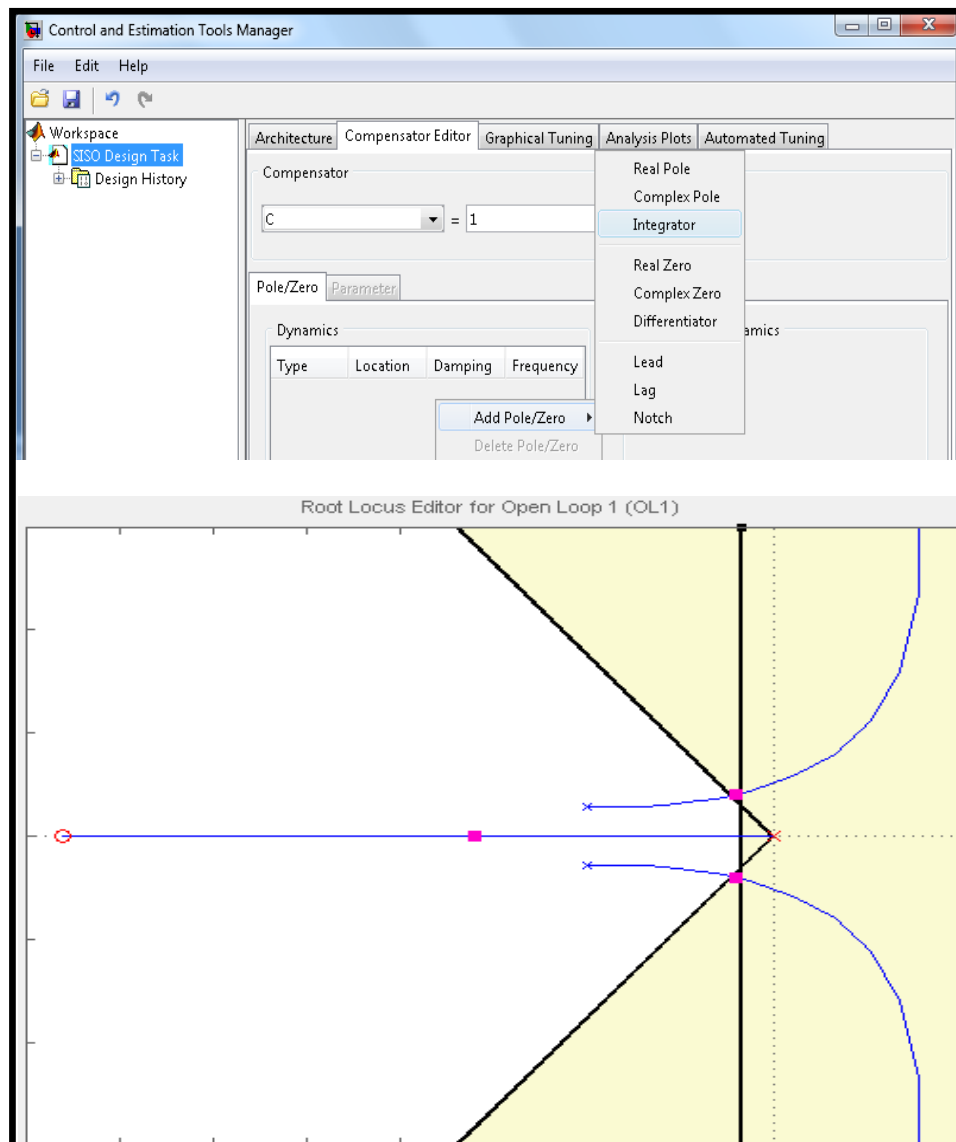 Control and Estimation Tools Manager
File Edit Help
Workspace
SISO Design Task
Design History
Architecture Compensator Editor Graphical Tuning Analysis Plots Automated Tuning
Compensator
C = 1
Real Pole
Complex Pole
Integrator
Real Zero
Complex Zero
Differentiator
Lead
Lag
Notch
Pole/Zero Parameter
Dynamics
amics
Type Location Damping Frequency
Add Pole/Zero
Delete Pole/Zero
Root Locus Editor for Open Loop 1 (OL1)